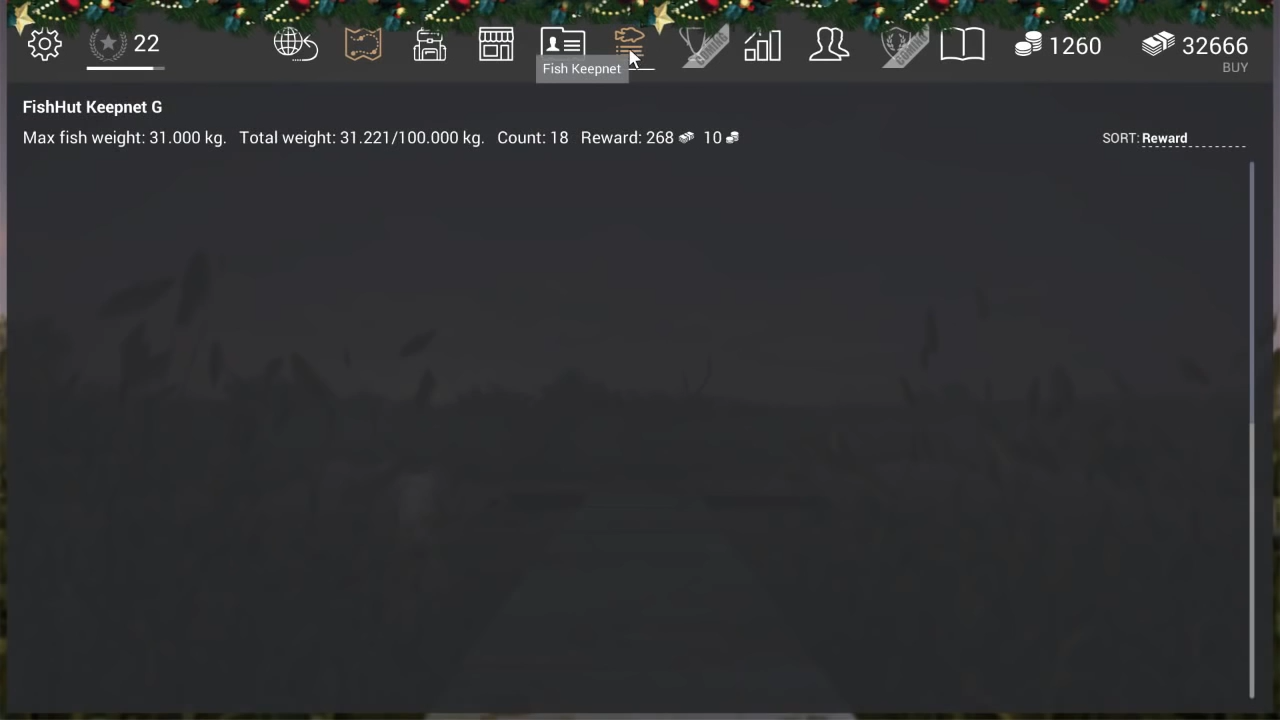 22
1260
32666
Fish Keepnet
BUY
FishHut Keepnet G
Max fish weight: 31.000 kg. Total weight: 31.221/100.000 kg. Count: 18 Reward: 268 10
SORT: Reward